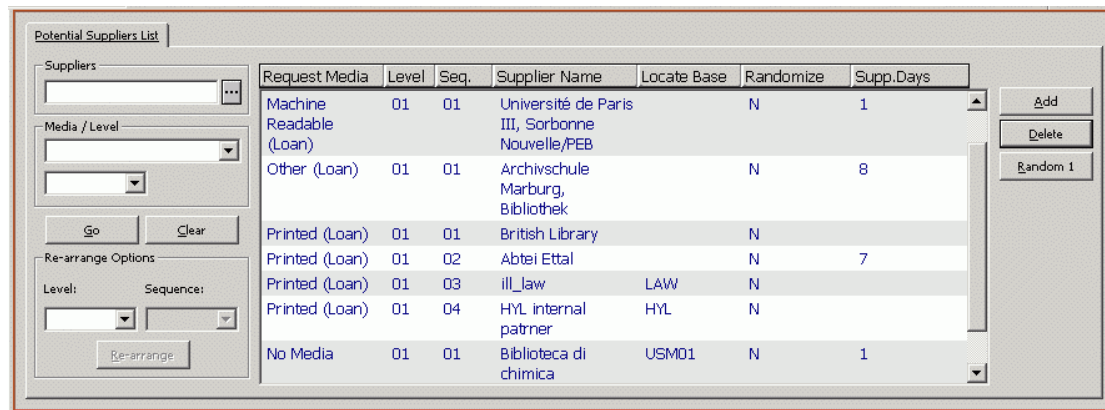 Potential Suppliers List
Suppliers
...
Media / Level
Go Clear
Re-arrange Options
Level: Sequence:
Re-arrange
Request Media Level Seq. Supplier Name Locate Base Randomize Supp.Days
Machine 01 01 Université de Paris N 1
Readable III, Sorbonne
(Loan) Nouvelle/PEB
Other (Loan) 01 01 Archivschule N 8
Marburg,
Bibliothek
Printed (Loan) 01 01 British Library N
Printed (Loan) 01 02 Abtei Ettal N 7
Printed (Loan) 01 03 ill_law LAW N
Printed (Loan) 01 04 HYL internal HYL N
patrner
No Media 01 01 Biblioteca di USM01 N 1
chimica
Add
Delete
Random 1